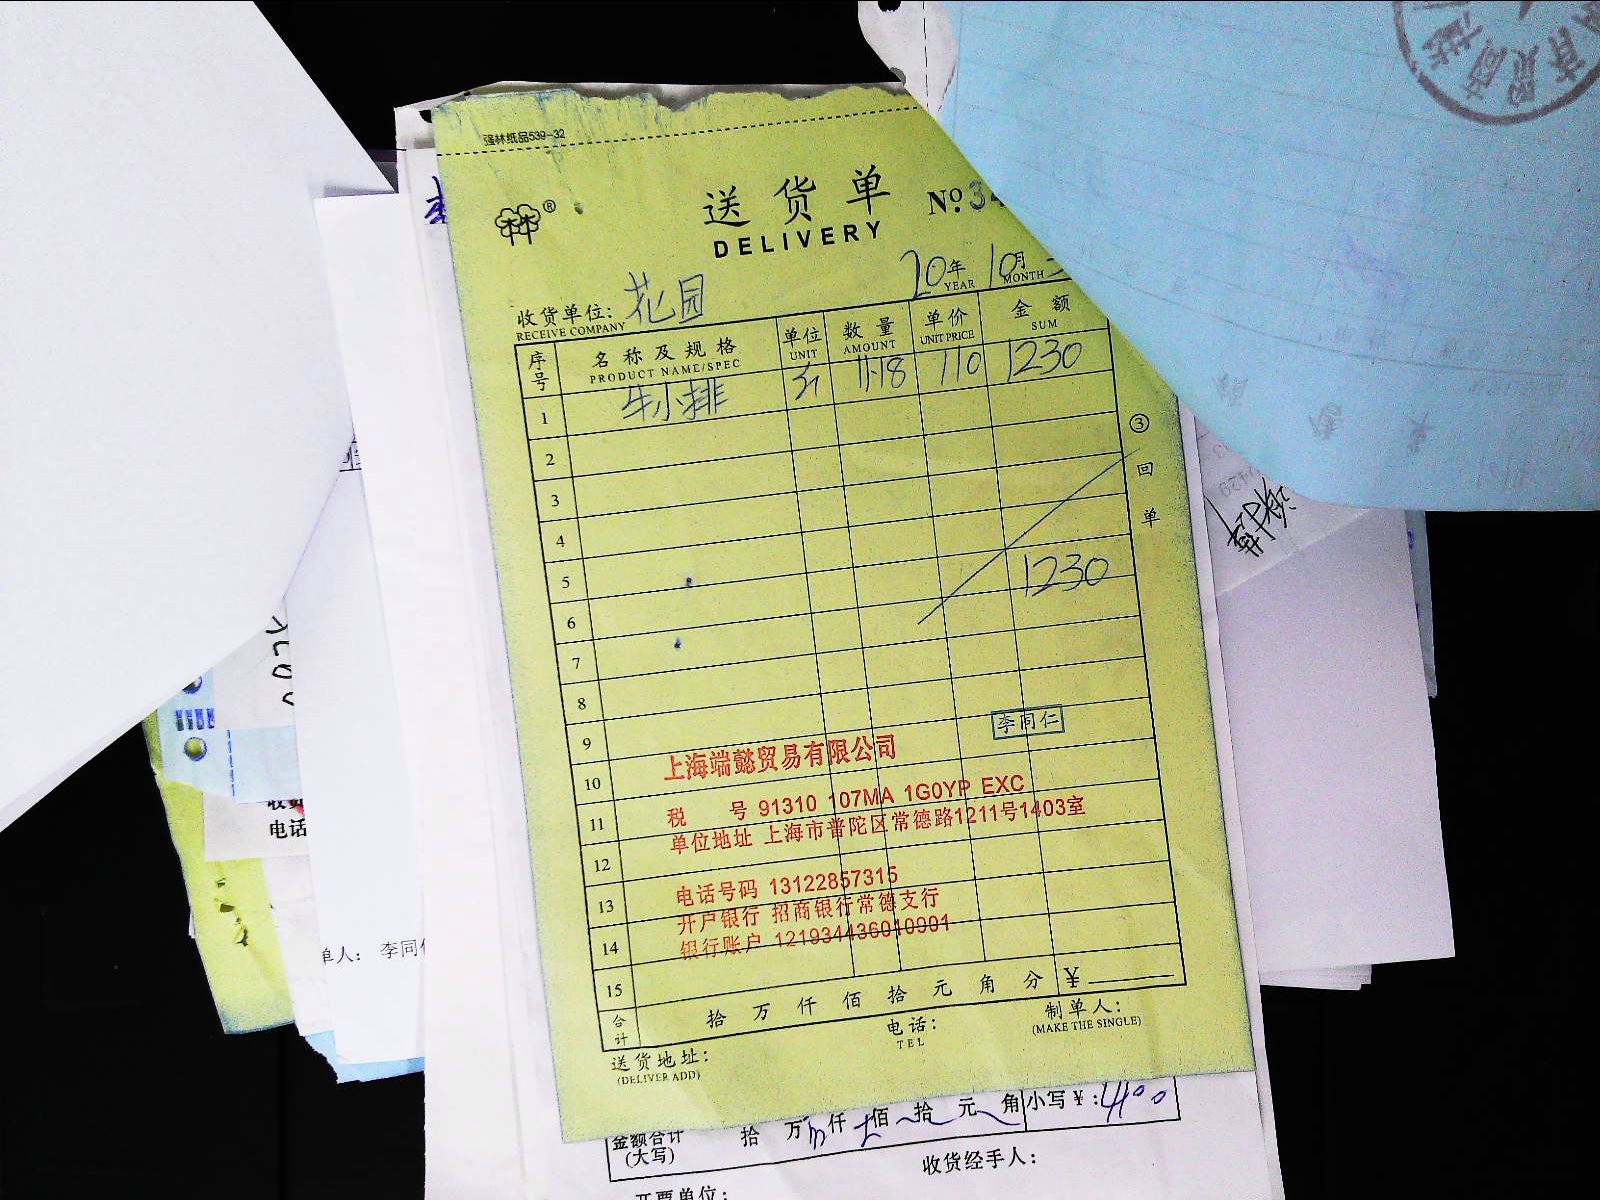 强林纸品539-32
林®
送货单
DELIVERY
No. 34
20年 YEAR 10月 MONTH
收货单位: 花园
RECEIVE COMPANY
序号 名称及规格 单位 数量 单价 金额
PRODUCT NAME/SPEC UNIT AMOUNT UNIT PRICE SUM
1 牛小排 11.18 110 1230
2
3
4
5 1230
6
7
8
9
10
11
12
13
14
15
③回单
李同仁
上海端懿贸易有限公司
税 号 91310 107MA 1G0YP EXC
单位地址 上海市普陀区常德路1211号1403室
电话号码 13122857315
开户银行 招商银行常德支行
银行账户 121934436010901
合计 拾 万 仟 佰 拾 元 角 分 ¥
送货地址:
(DELIVER ADD)
电话:
TEL
制单人:
(MAKE THE SINGLE)
金额合计
(大写)
拾 万 仟 佰 拾 元 角 小写¥: 4400
收货经手人:
开票单位:
电话
单人: 李同